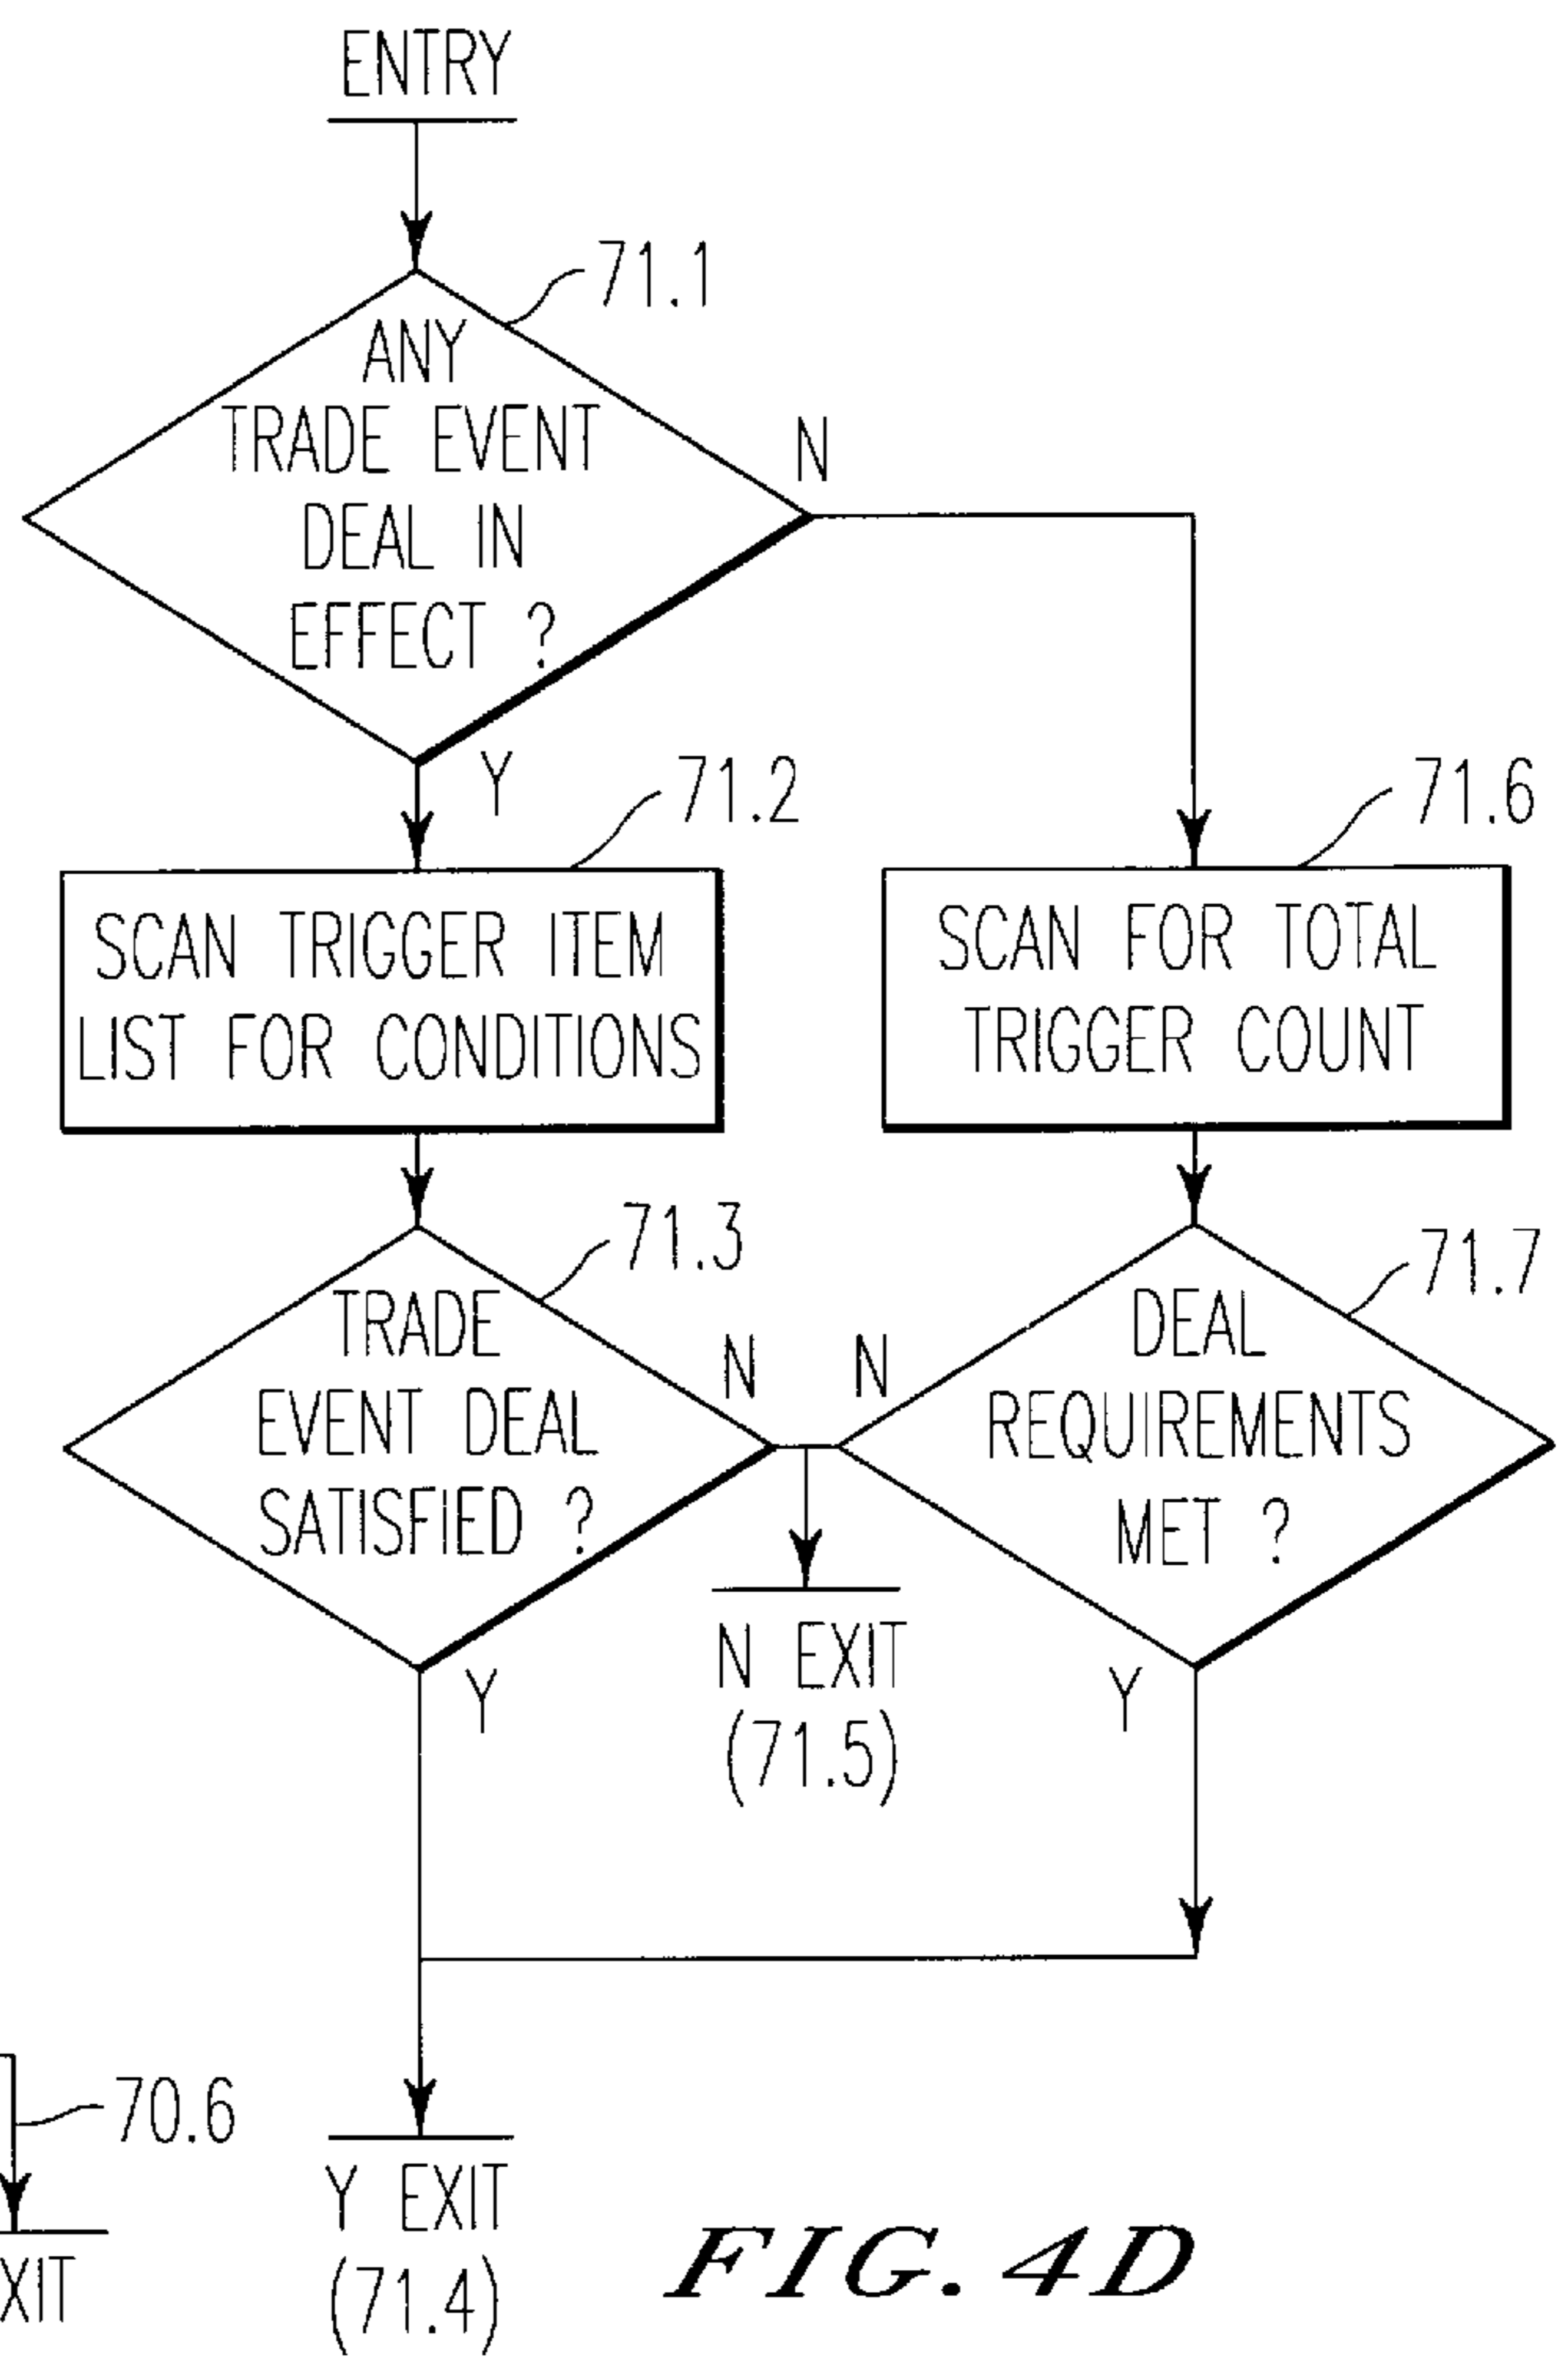 ENTRY
71.1
ANY
TRADE EVENT
DEAL IN
EFFECT ?
N
Y
71.2
SCAN TRIGGER ITEM
LIST FOR CONDITIONS
71.6
SCAN FOR TOTAL
TRIGGER COUNT
71.3
TRADE
EVENT DEAL
SATISFIED ?
N
Y
71.7
DEAL
REQUIREMENTS
MET ?
N
Y
N EXIT
(71.5)
70.6
XIT
Y EXIT
(71.4)
FIG. 4D